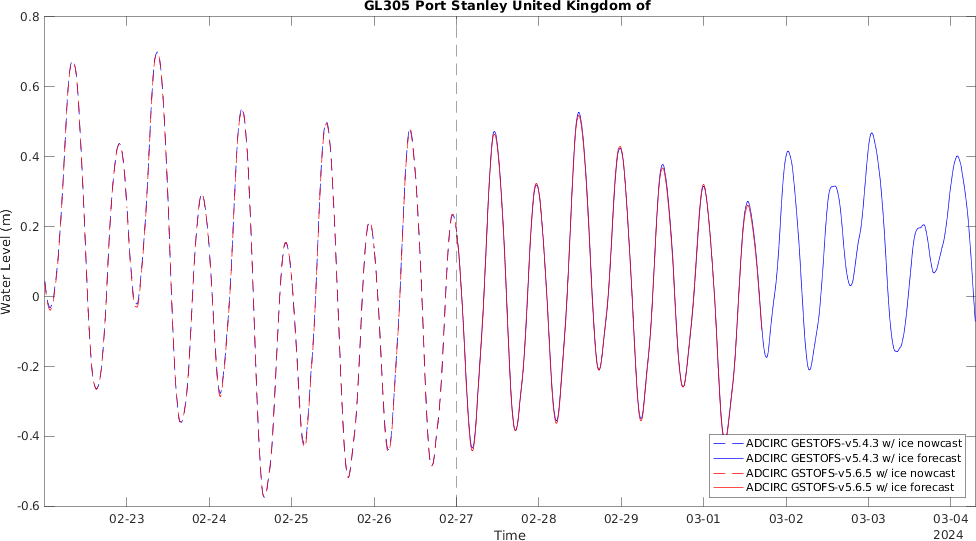 GL305 Port Stanley United Kingdom of
Water Level (m)
0.8
0.6
0.4
0.2
0
-0.2
-0.4
-0.6
02-23 02-24 02-25 02-26 02-27 02-28 02-29 03-01 03-02 03-03 03-04
2024
Time
ADCIRC GESTOFS-v5.4.3 w/ ice nowcast
ADCIRC GESTOFS-v5.4.3 w/ ice forecast
ADCIRC GSTOFS-v5.6.5 w/ ice nowcast
ADCIRC GSTOFS-v5.6.5 w/ ice forecast